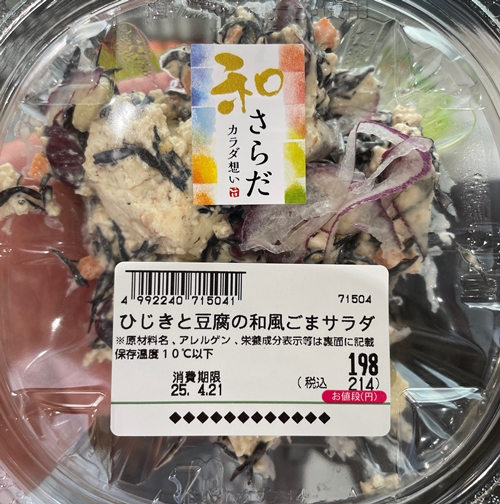 和さらだ
カラダ想い
4 992240 715041
71504
ひじきと豆腐の和風ごまサラダ
※原材料名、アレルゲン、栄養成分表示等は裏面に記載
保存温度10℃以下
198
消費期限
(税込 214)
25. 4.21
お値段(円)